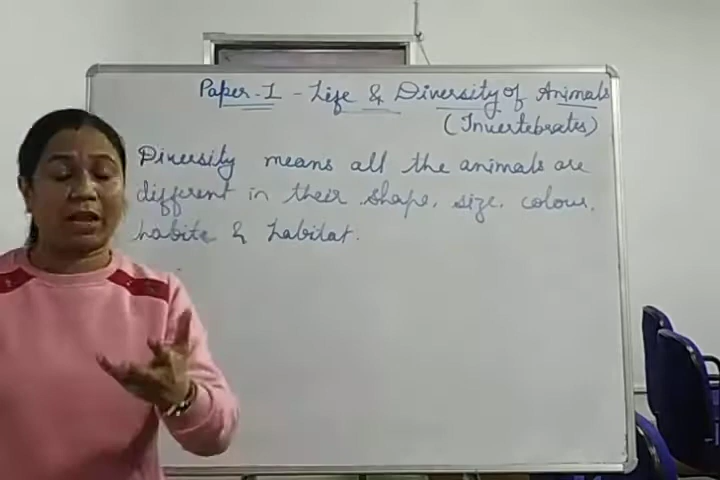 Paper-I - Life & Diversity of Animals
(Invertebrates)
Diversity means all the animals are
different in their shape, size, colour,
habits & habitat.